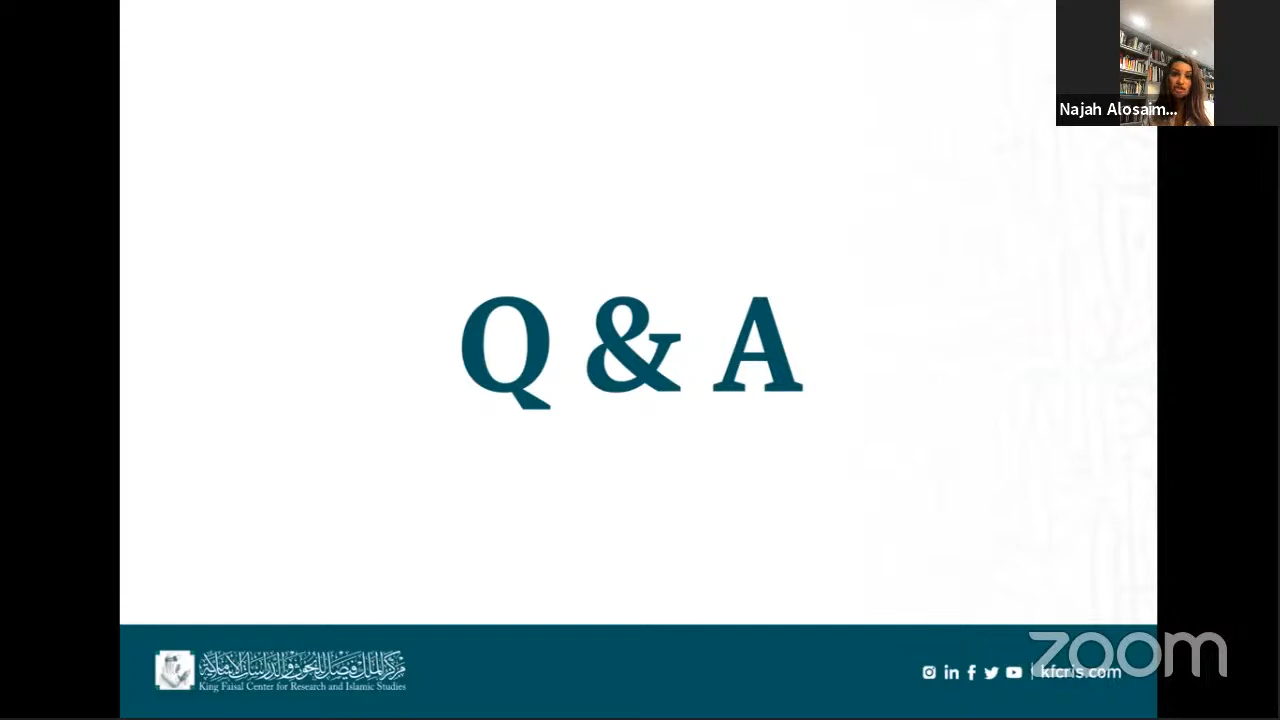 Najah Alosaim...
Q & A
مركز الملك فيصل للبحوث والدراسات الإسلامية
King Faisal Center for Research and Islamic Studies
| kfcris.com
zoom